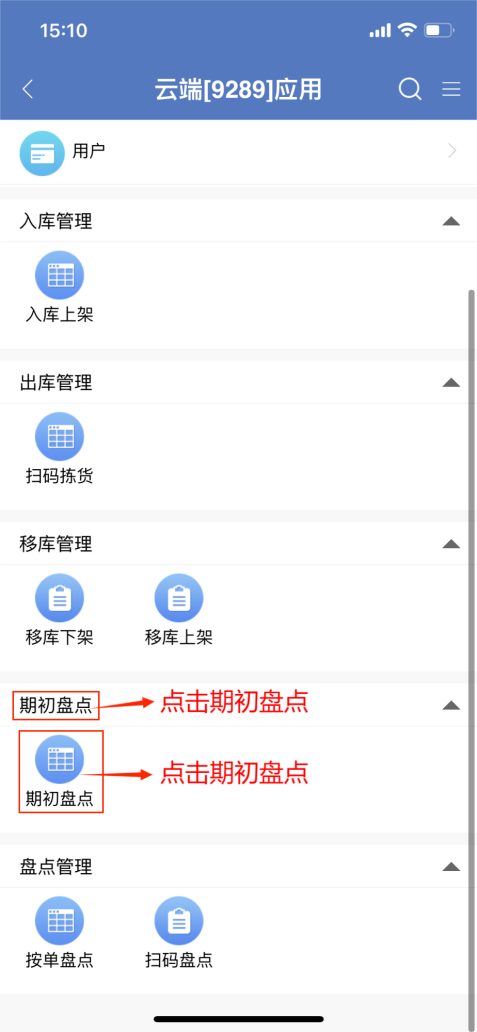 15:10
云端[9289]应用
用户
入库管理
入库上架
出库管理
扫码拣货
移库管理
移库下架 移库上架
期初盘点 点击期初盘点
点击期初盘点
期初盘点
盘点管理
按单盘点 扫码盘点